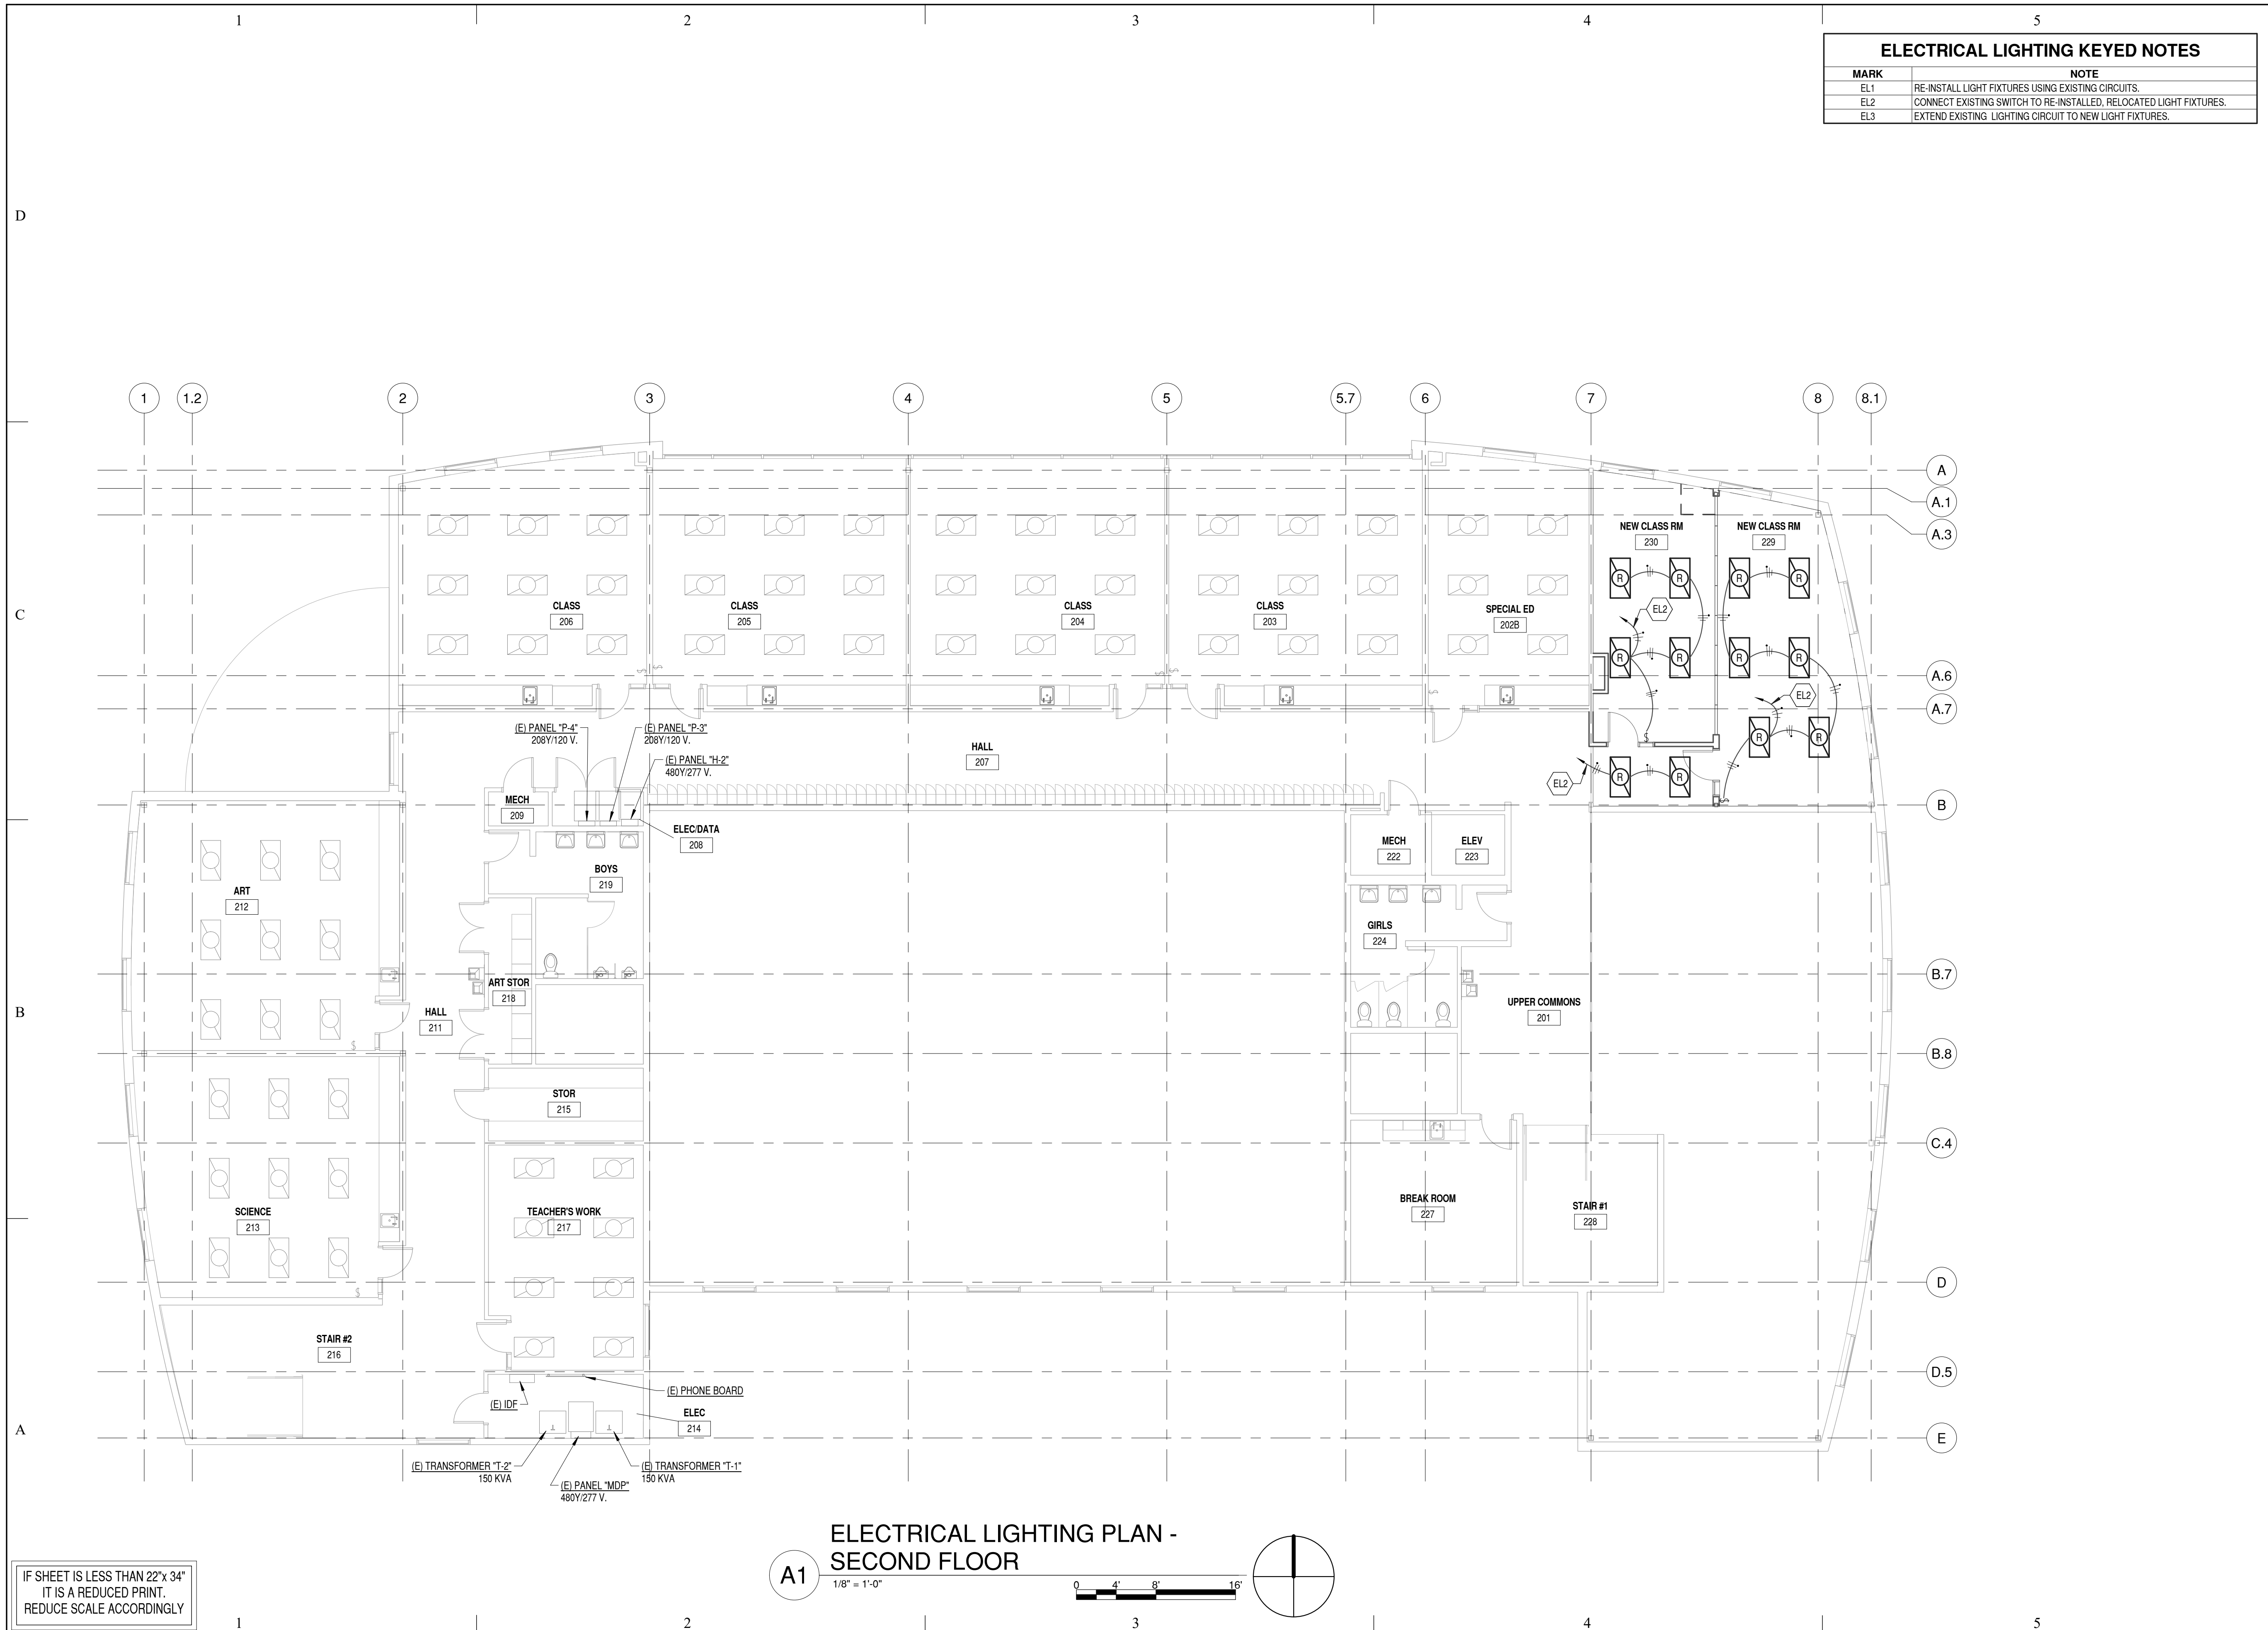 1 2 3 4 5
ELECTRICAL LIGHTING KEYED NOTES
MARK NOTE
EL1 RE-INSTALL LIGHT FIXTURES USING EXISTING CIRCUITS.
EL2 CONNECT EXISTING SWITCH TO RE-INSTALLED, RELOCATED LIGHT FIXTURES.
EL3 EXTEND EXISTING LIGHTING CIRCUIT TO NEW LIGHT FIXTURES.
D
1 1.2 2 3 4 5 5.7 6 7 8 8.1
A
A.1
A.3
NEW CLASS RM
230
NEW CLASS RM
229
R R R R
C
CLASS
206
CLASS
205
CLASS
204
CLASS
203
SPECIAL ED
202B
EL2
R R R R
A.6
EL2
A.7
R R
(E) PANEL "P-4"
208Y/120 V.
(E) PANEL "P-3"
208Y/120 V.
(E) PANEL "H-2"
480Y/277 V.
HALL
207
$
EL2
R R
$
B
MECH
209
ELEC/DATA
208
MECH
222
ELEV
223
BOYS
219
ART
212
GIRLS
224
B.7
ART STOR
218
UPPER COMMONS
201
B
HALL
211
$
B.8
STOR
215
C.4
BREAK ROOM
227
STAIR #1
228
SCIENCE
213
TEACHER'S WORK
217
$
D
STAIR #2
216
D.5
(E) PHONE BOARD
(E) IDF
ELEC
214
A
E
(E) TRANSFORMER "T-2"
150 KVA
(E) TRANSFORMER "T-1"
150 KVA
(E) PANEL "MDP"
480Y/277 V.
A1
ELECTRICAL LIGHTING PLAN -
SECOND FLOOR
1/8" = 1'-0"
0 4' 8' 16'
IF SHEET IS LESS THAN 22"x 34"
IT IS A REDUCED PRINT.
REDUCE SCALE ACCORDINGLY
1 2 3 4 5